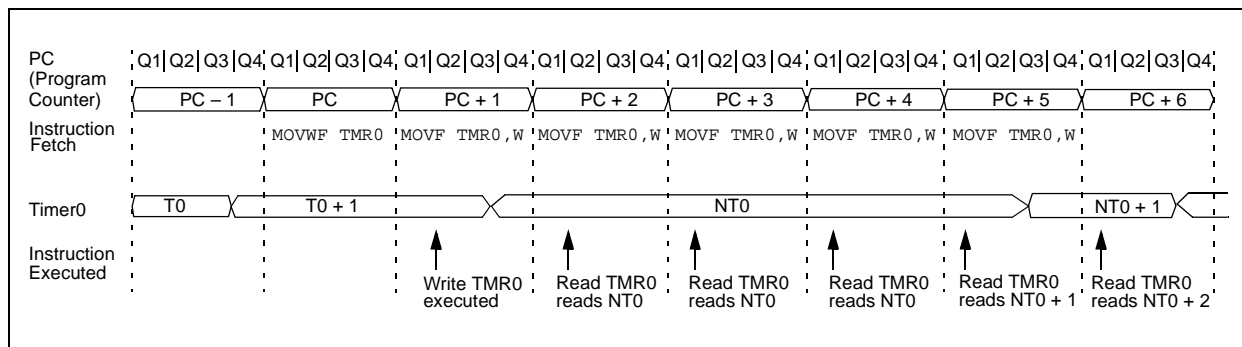 PC (Program Counter)
Q1 Q2 Q3 Q4 Q1 Q2 Q3 Q4 Q1 Q2 Q3 Q4 Q1 Q2 Q3 Q4 Q1 Q2 Q3 Q4 Q1 Q2 Q3 Q4 Q1 Q2 Q3 Q4 Q1 Q2 Q3 Q4
PC – 1 PC PC + 1 PC + 2 PC + 3 PC + 4 PC + 5 PC + 6
Instruction Fetch
MOVWF TMR0 MOVF TMR0,W MOVF TMR0,W MOVF TMR0,W MOVF TMR0,W MOVF TMR0,W
Timer0
T0 T0 + 1 NT0 NT0 + 1
Instruction Executed
Write TMR0 executed
Read TMR0 reads NT0
Read TMR0 reads NT0
Read TMR0 reads NT0
Read TMR0 reads NT0 + 1
Read TMR0 reads NT0 + 2